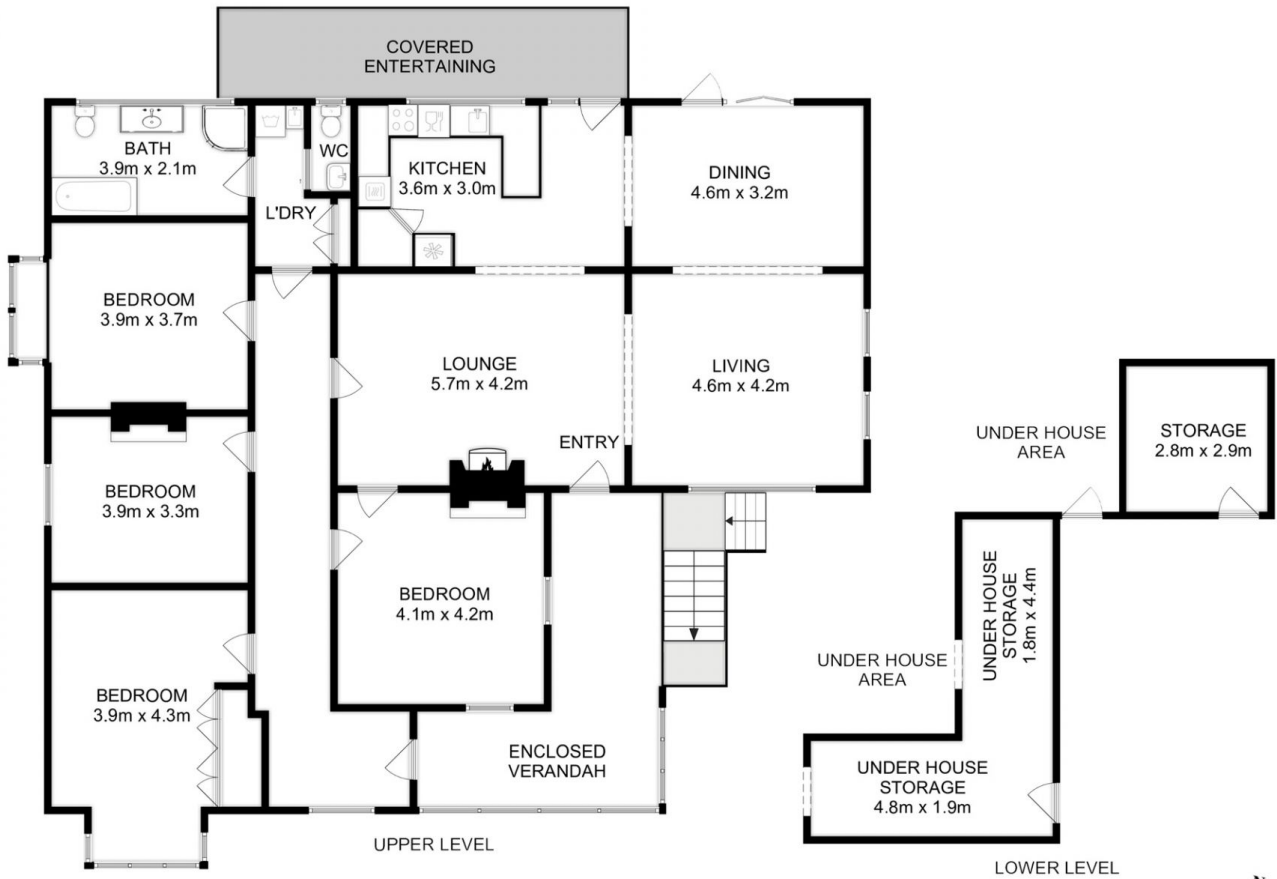 COVERED
ENTERTAINING
BATH
3.9m x 2.1m
WC
L'DRY
KITCHEN
3.6m x 3.0m
DINING
4.6m x 3.2m
BEDROOM
3.9m x 3.7m
LOUNGE
5.7m x 4.2m
LIVING
4.6m x 4.2m
ENTRY
BEDROOM
3.9m x 3.3m
BEDROOM
4.1m x 4.2m
BEDROOM
3.9m x 4.3m
ENCLOSED
VERANDAH
UPPER LEVEL
UNDER HOUSE
AREA
STORAGE
2.8m x 2.9m
UNDER HOUSE
STORAGE
1.8m x 4.4m
UNDER HOUSE
AREA
UNDER HOUSE
STORAGE
4.8m x 1.9m
LOWER LEVEL